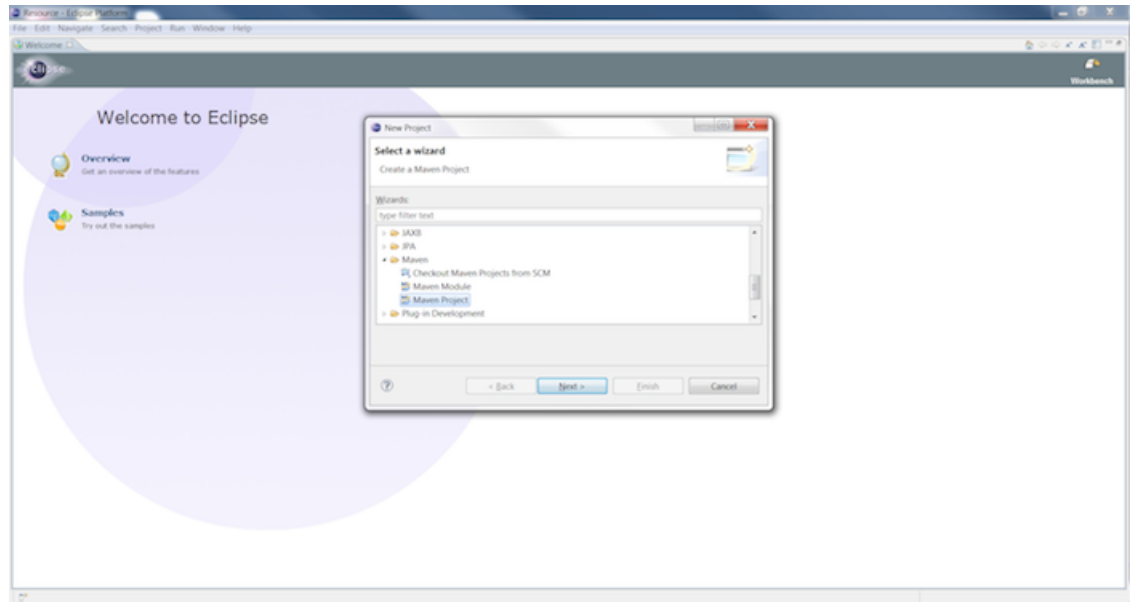 Resource - Eclipse Platform
File Edit Navigate Search Project Run Window Help
Welcome
eclipse
Workbench
Welcome to Eclipse
Overview
Get an overview of the features
Samples
Try out the samples
New Project
Select a wizard
Create a Maven Project
Wizards:
type filter text
JAXB
JPA
Maven
Checkout Maven Projects from SCM
Maven Module
Maven Project
Plug-in Development
< Back Next > Finish Cancel